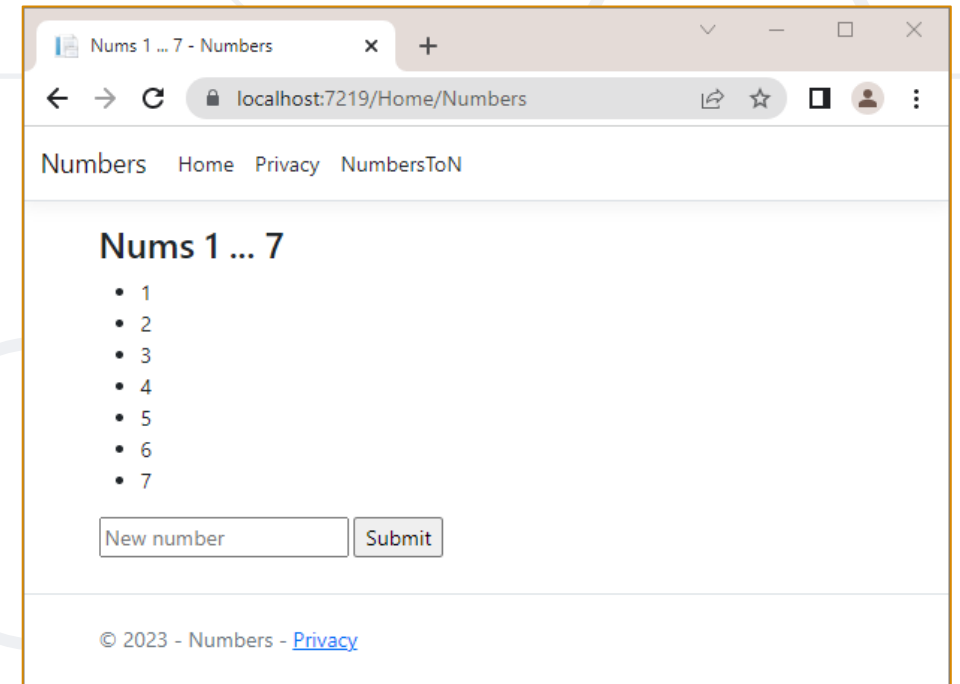 Nums 1 ... 7 - Numbers
localhost:7219/Home/Numbers
Numbers Home Privacy NumbersToN
Nums 1 ... 7
• 1
• 2
• 3
• 4
• 5
• 6
• 7
New number Submit
© 2023 - Numbers - Privacy